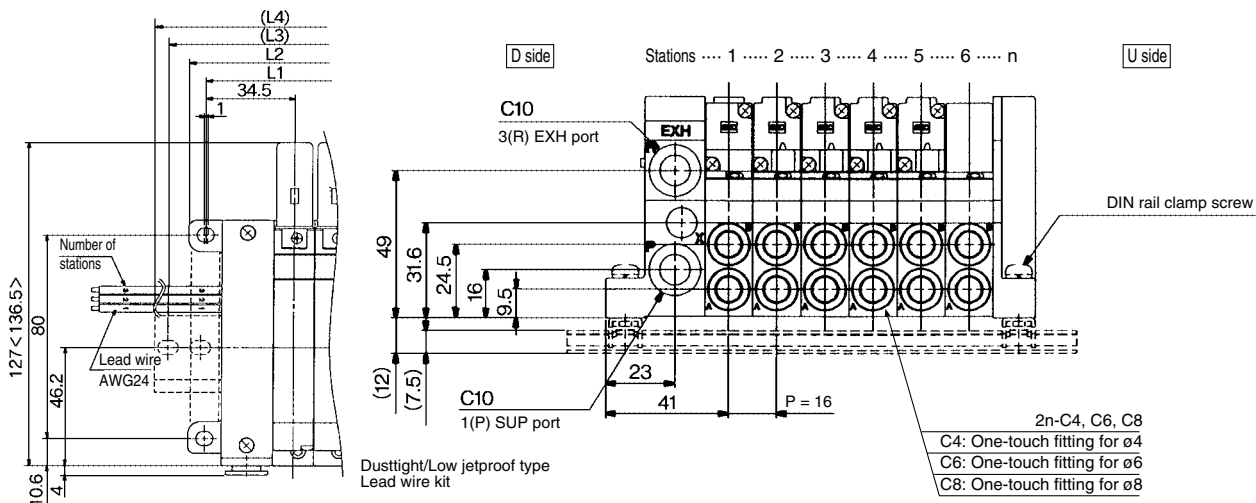 (L4)
(L3)
L2
L1
34.5
1
Number of
stations
Lead wire
AWG24
127<136.5>
80
46.2
10.6
4
Dusttight/Low jetproof type
Lead wire kit
D side
Stations ···· 1 ····· 2 ····· 3 ····· 4 ····· 5 ····· 6 ····· n
U side
C10
3(R) EXH port
EXH
X
DIN rail clamp screw
49
31.6
24.5
16
9.5
A A A A A A
(12)
(7.5)
23
41
P = 16
C10
1(P) SUP port
2n-C4, C6, C8
C4: One-touch fitting for ø4
C6: One-touch fitting for ø6
C8: One-touch fitting for ø8